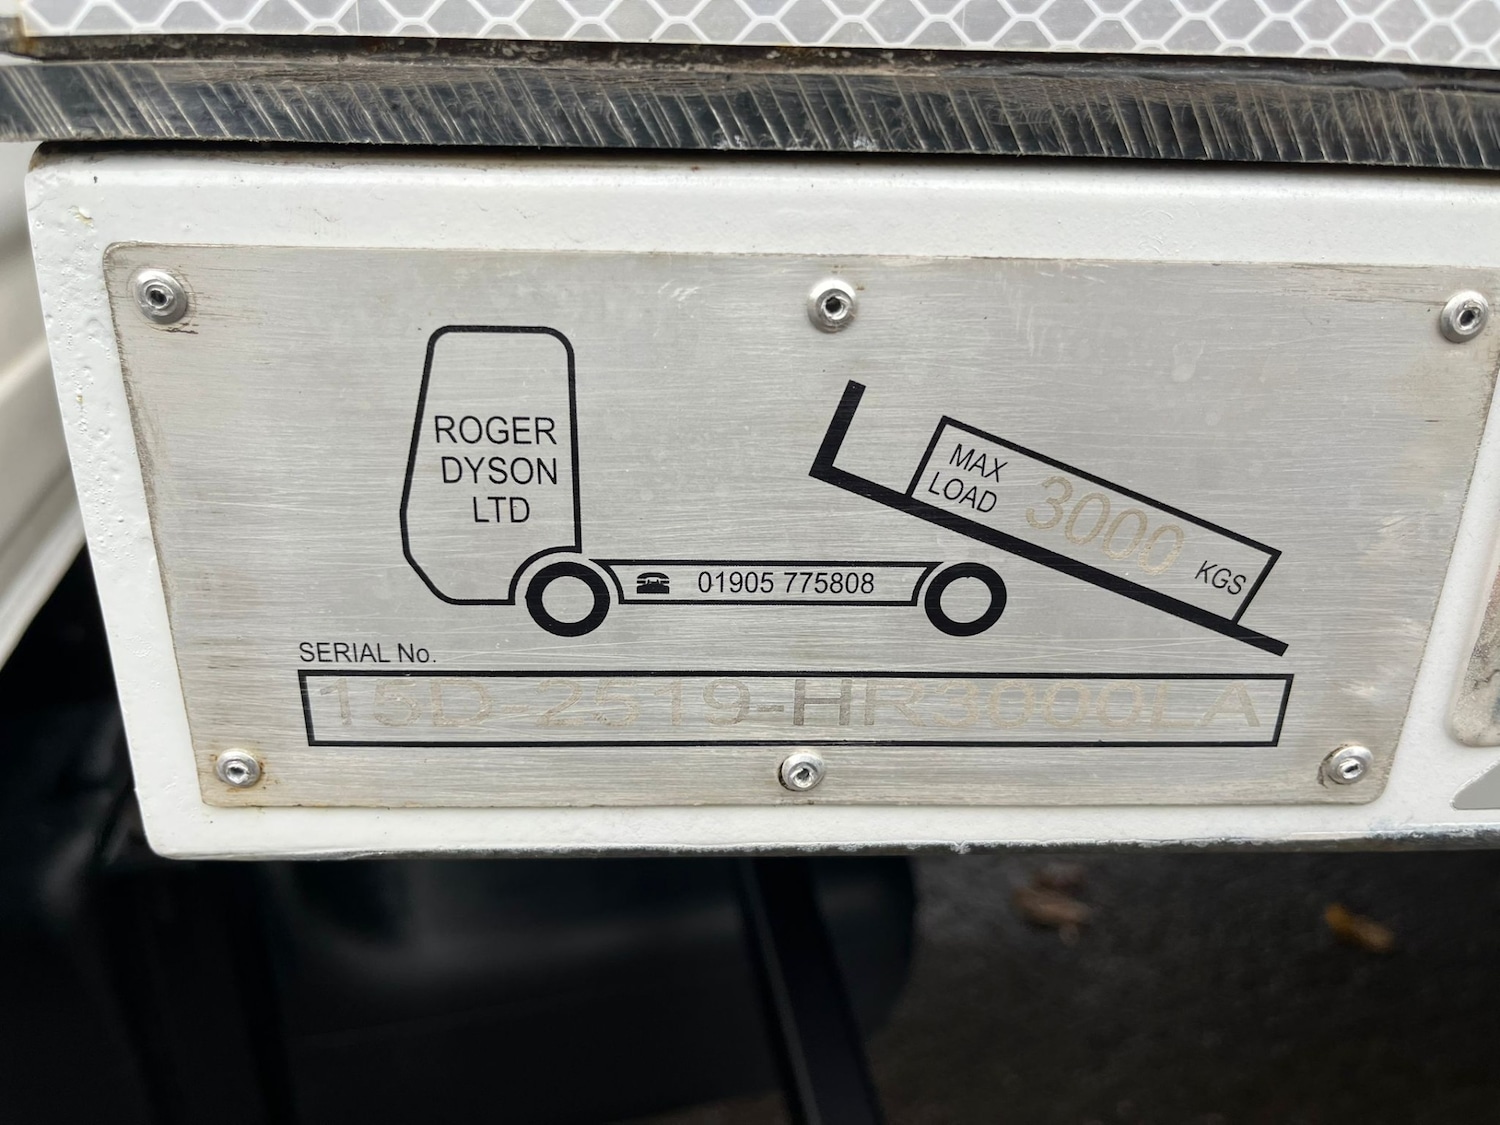 ROGER
DYSON
LTD
MAX
LOAD
3000
KGS
01905 775808
SERIAL No.
15D-2519-HR3000LA